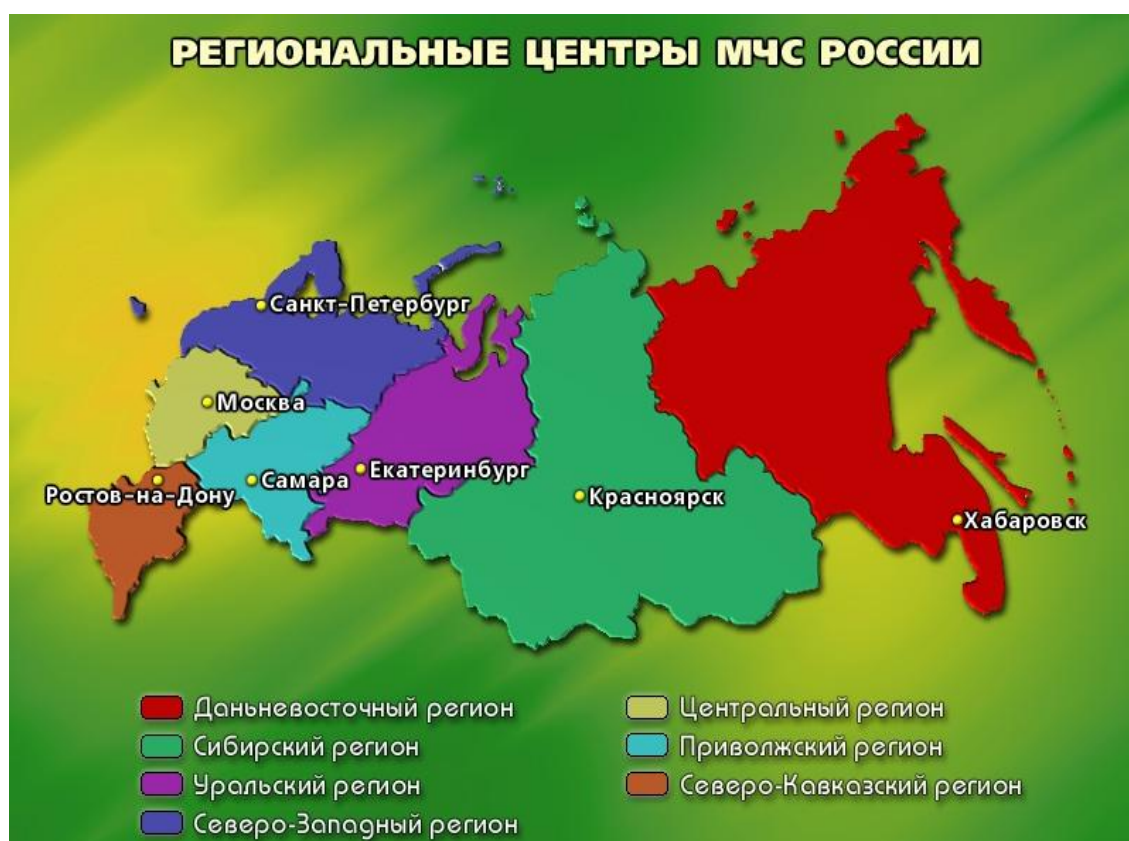 РЕГИОНАЛЬНЫЕ ЦЕНТРЫ МЧС РОССИИ
Санкт-Петербург
Москва
Екатеринбург
Самара
Ростов-на-Дону
Красноярск
Хабаровск
Даньневосточный регион
Сибирский регион
Уральский регион
Северо-Западный регион
Центральный регион
Приволжский регион
Северо-Кавказский регион